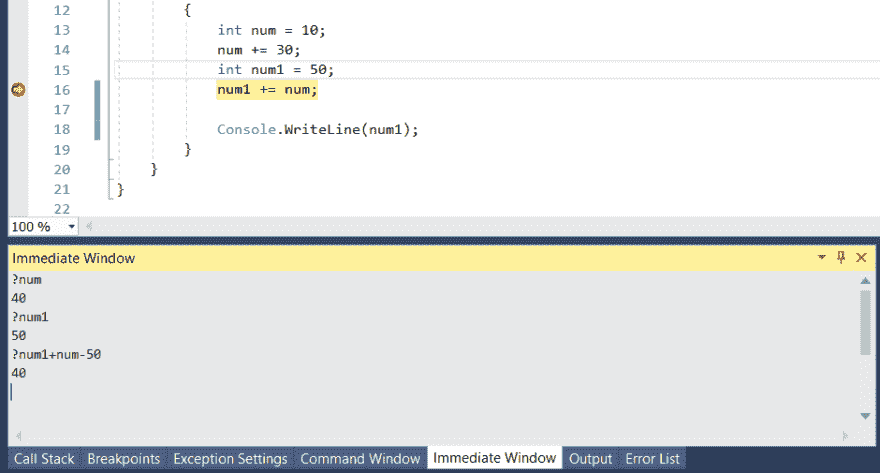 12 {
13 int num = 10;
14 num += 30;
15 int num1 = 50;
16 num1 += num;
17
18 Console.WriteLine(num1);
19 }
20 }
21 }
22
100 %
Immediate Window
?num
40
?num1
50
?num1+num-50
40
Call Stack Breakpoints Exception Settings Command Window Immediate Window Output Error List